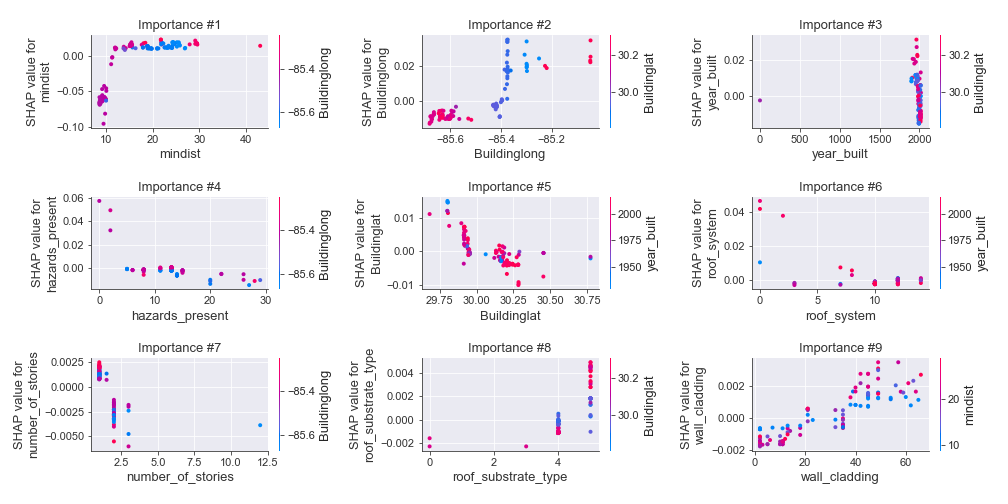 Importance #1
Importance #2
Importance #3
SHAP value for
mindist
0.00
−0.05
−0.10
10
20
30
40
mindist
−85.4
−85.6
Buildinglong
SHAP value for
Buildinglong
0.02
0.00
−85.6
−85.4
−85.2
Buildinglong
30.2
30.0
Buildinglat
SHAP value for
year_built
0.02
0.00
0
500
1000
1500
2000
year_built
30.2
30.0
Buildinglat
Importance #4
Importance #5
Importance #6
SHAP value for
hazards_present
0.06
0.04
0.02
0.00
0
10
20
30
hazards_present
−85.4
−85.6
Buildinglong
SHAP value for
Buildinglat
0.01
0.00
−0.01
29.75
30.00
30.25
30.50
30.75
Buildinglat
2000
1975
1950
year_built
SHAP value for
roof_system
0.04
0.02
0.00
0
5
10
roof_system
2000
1975
1950
year_built
Importance #7
Importance #8
Importance #9
SHAP value for
number_of_stories
0.0025
0.0000
−0.0025
−0.0050
2.5
5.0
7.5
10.0
12.5
number_of_stories
−85.4
−85.6
Buildinglong
SHAP value for
roof_substrate_type
0.004
0.002
0.000
−0.002
0
2
4
roof_substrate_type
30.2
30.0
Buildinglat
SHAP value for
wall_cladding
0.002
0.000
−0.002
0
20
40
60
wall_cladding
20
10
mindist